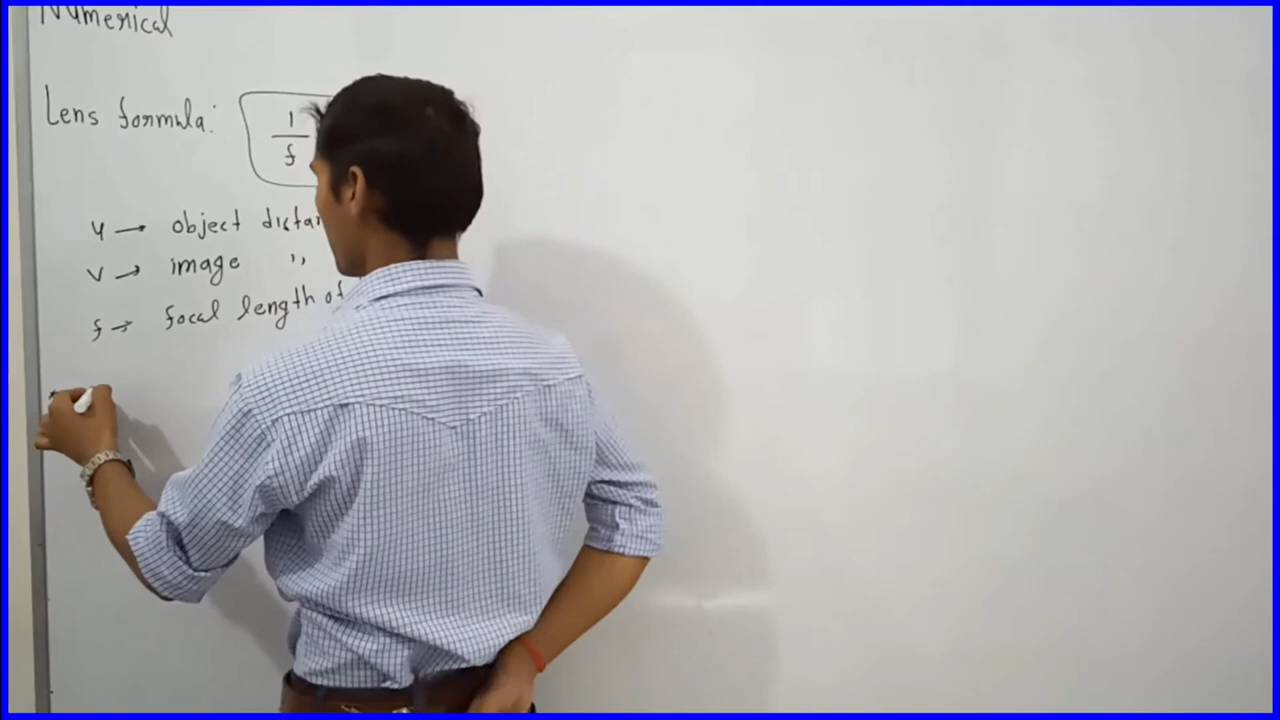 Numerical
Lens formula:
1
f
u → object distan
v → image ,,
f → focal length of